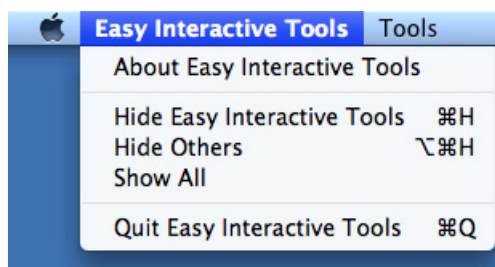 Easy Interactive Tools Tools
About Easy Interactive Tools
Hide Easy Interactive Tools ⌘H
Hide Others ⌥⌘H
Show All
Quit Easy Interactive Tools ⌘Q